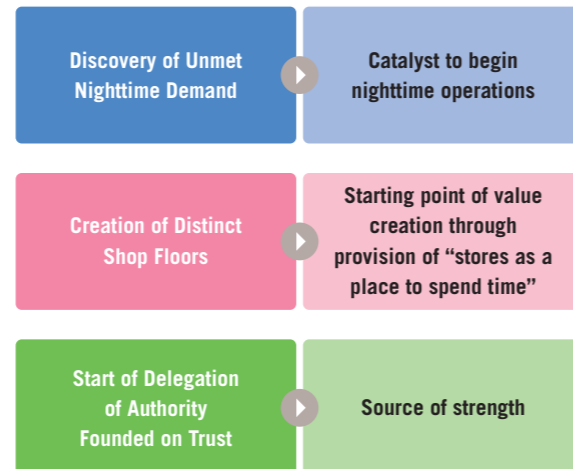 Discovery of Unmet
Nighttime Demand
Catalyst to begin
nighttime operations
Creation of Distinct
Shop Floors
Starting point of value
creation through
provision of “stores as a
place to spend time”
Start of Delegation
of Authority
Founded on Trust
Source of strength